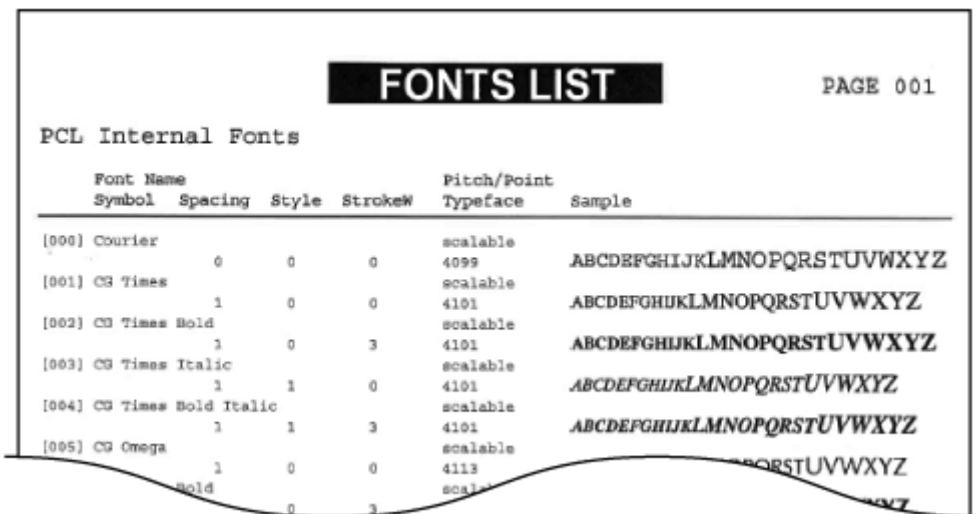 FONTS LIST
PAGE 001
PCL Internal Fonts
Font Name Pitch/Point
Symbol Spacing Style StrokeW Typeface Sample
[000] Courier scalable
0 0 0 4099 ABCDEFGHIJKLMNOPQRSTUVWXYZ
[001] CG Times scalable
1 0 0 4101 ABCDEFGHIJKLMNOPQRSTUVWXYZ
[002] CG Times Bold scalable
1 0 3 4101 ABCDEFGHIJKLMNOPQRSTUVWXYZ
[003] CG Times Italic scalable
1 1 0 4101 ABCDEFGHIJKLMNOPQRSTUVWXYZ
[004] CG Times Bold Italic scalable
1 1 3 4101 ABCDEFGHIJKLMNOPQRSTUVWXYZ
[005] CG Omega scalable
1 0 0 4113 PQRSTUVWXYZ
Bold
0 3